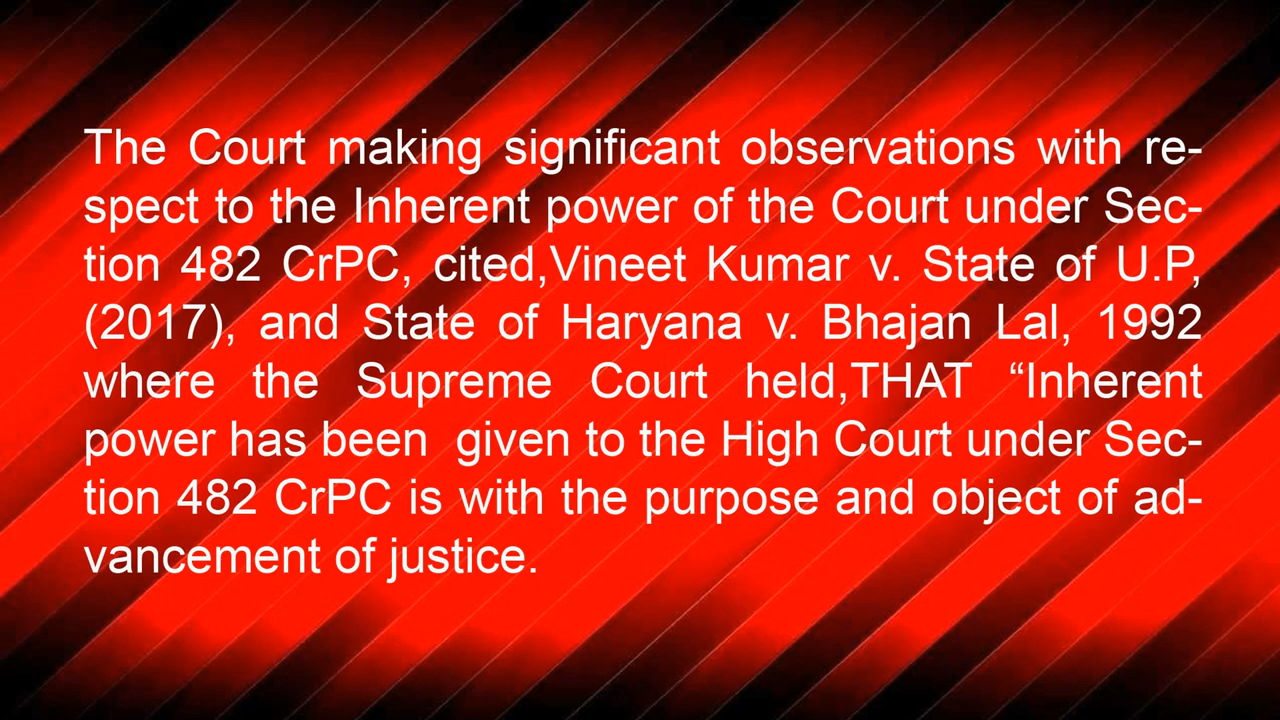 The Court making significant observations with re-
spect to the Inherent power of the Court under Sec-
tion 482 CrPC, cited,Vineet Kumar v. State of U.P,
(2017), and State of Haryana v. Bhajan Lal, 1992
where the Supreme Court held,THAT “Inherent
power has been  given to the High Court under Sec-
tion 482 CrPC is with the purpose and object of ad-
vancement of justice.